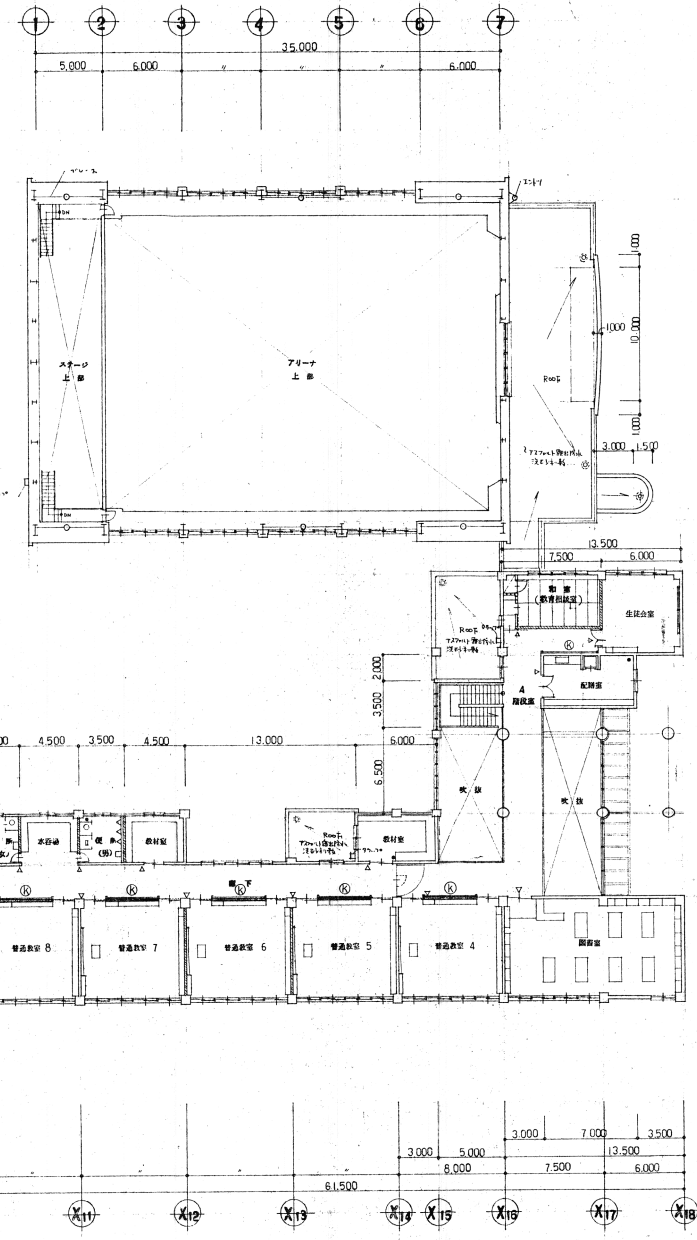 1 2 3 4 5 6 7
35,000
5,000 6,000 〃 〃 〃 6,000
DN
ステージ
上部
アリーナ
上部
DN
ROOF
1,000
10,000
1,000
1,000
3,000 1,500
13,500
7,500 6,000
和室
(教育相談室)
生徒会室
ROOF
K
配膳室
A
階段室
2,000
3,500
6,500
4,500 3,500 4,500 13,000 6,000
吹抜
吹抜
水呑場
便所
(男)
教材室
ROOF
教材室
廊下
K K K K K
普通教室 8
普通教室 7
普通教室 6
普通教室 5
普通教室 4
図書室
3,000 7,000 3,500
3,000 5,000 13,500
〃 〃 〃 8,000 7,500 6,000
61,500
X11 X12 X13 X14 X15 X16 X17 X18